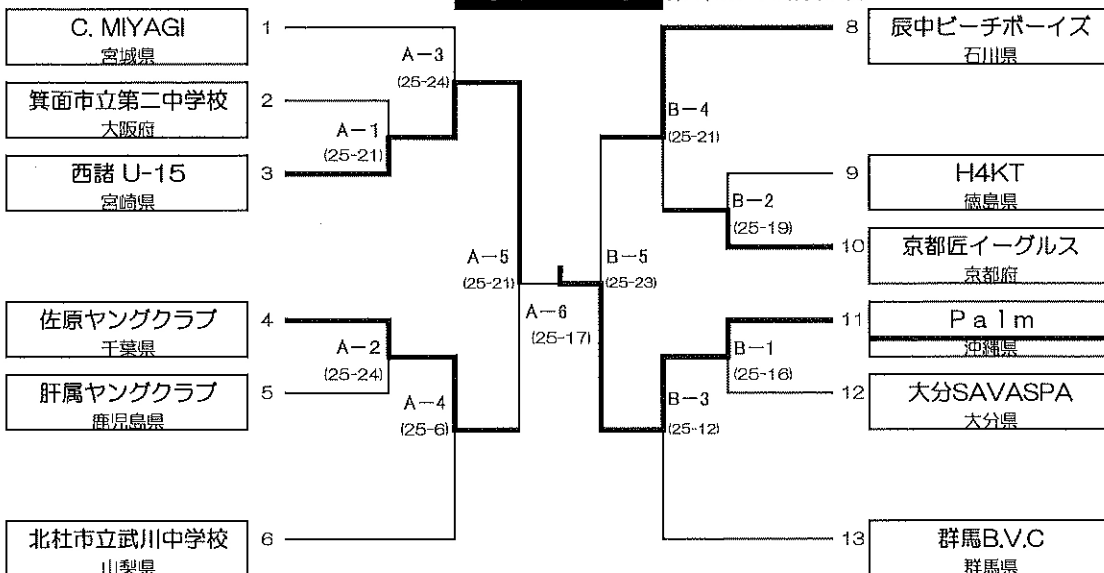 C. MIYAGI
宮城県
1
箕面市立第二中学校
大阪府
2
西諸 U-15
宮崎県
3
佐原ヤングクラブ
千葉県
4
肝属ヤングクラブ
鹿児島県
5
北杜市立武川中学校
山梨県
6
A-3
(25-24)
A-1
(25-21)
A-5
(25-21)
A-2
(25-24)
A-4
(25-6)
A-6
(25-17)
B-4
(25-21)
B-2
(25-19)
B-5
(25-23)
B-1
(25-16)
B-3
(25-12)
8
辰中ビーチボーイズ
石川県
9
H4KT
徳島県
10
京都匠イーグルス
京都府
11
Palm
沖縄県
12
大分SAVASPA
大分県
13
群馬B.V.C
群馬県